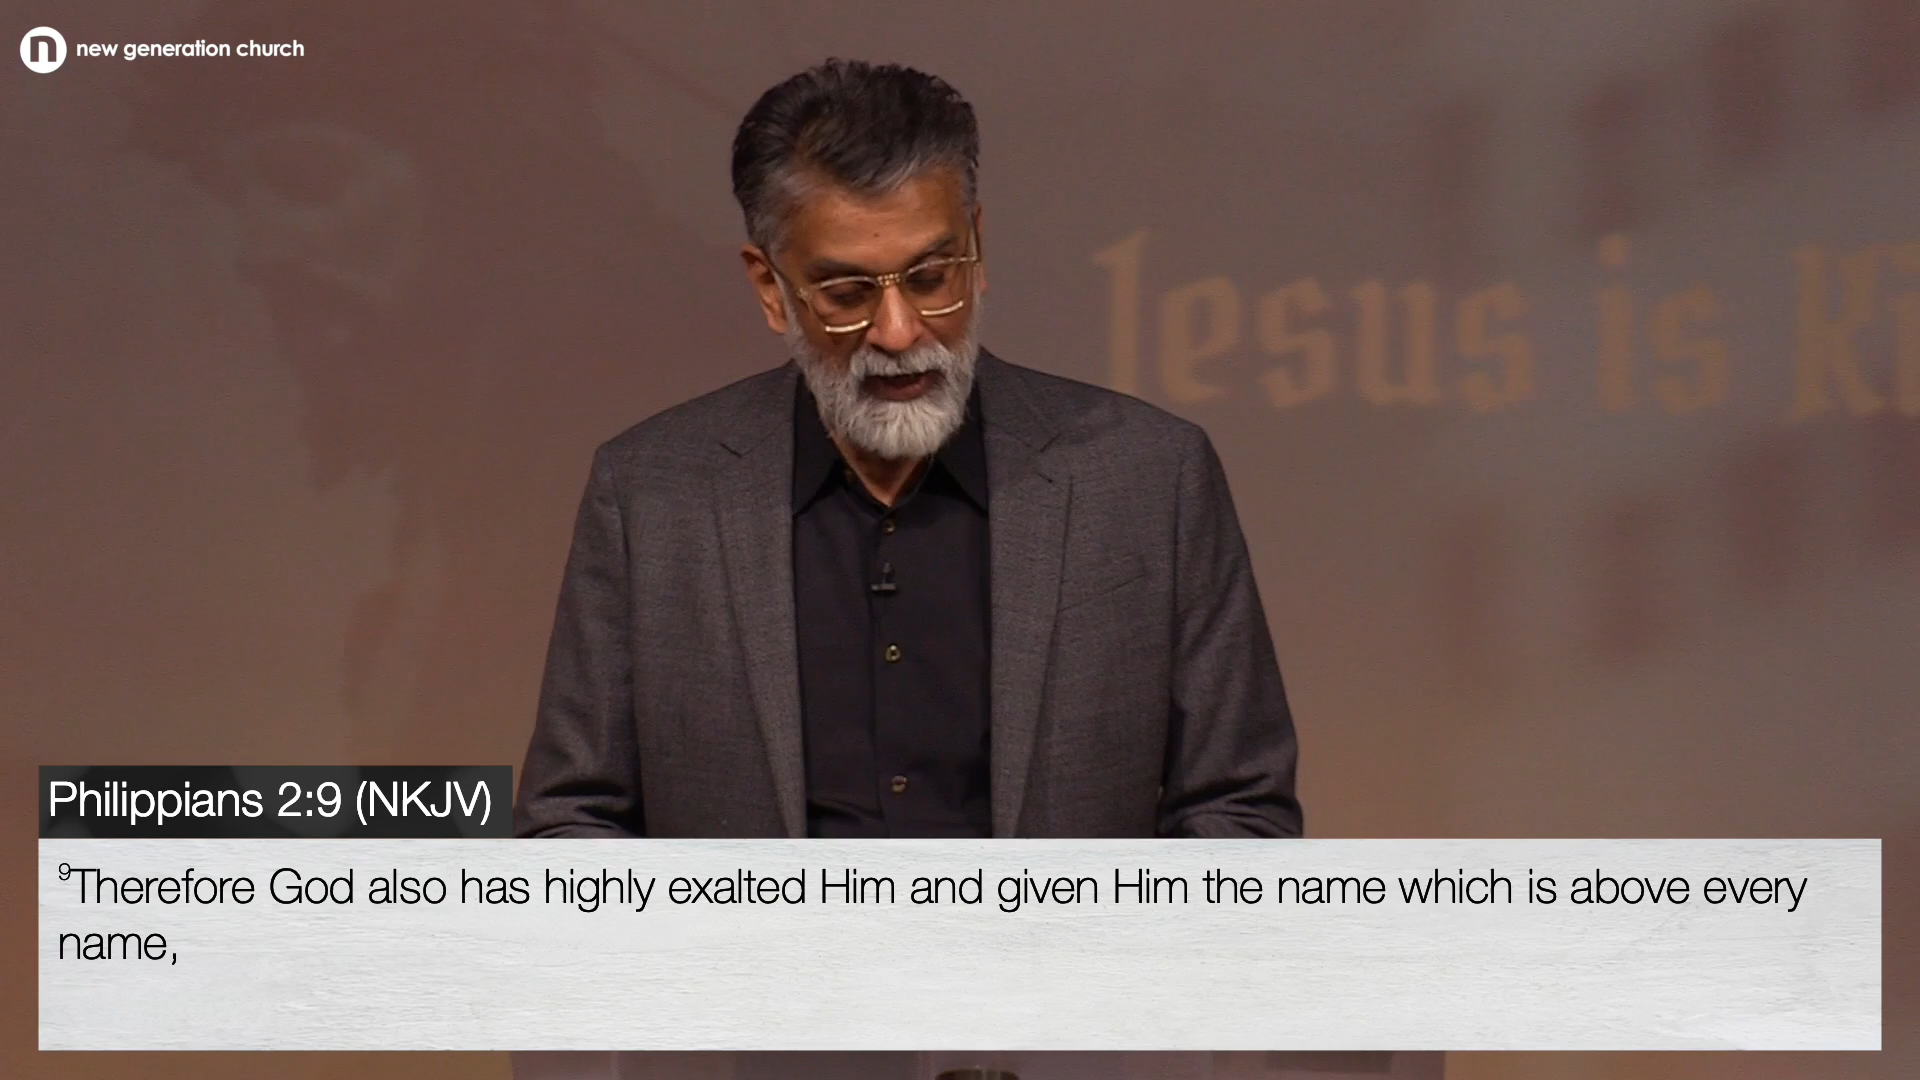 new generation church
Jesus is Ki
Philippians 2:9 (NKJV)
9Therefore God also has highly exalted Him and given Him the name which is above every
name,